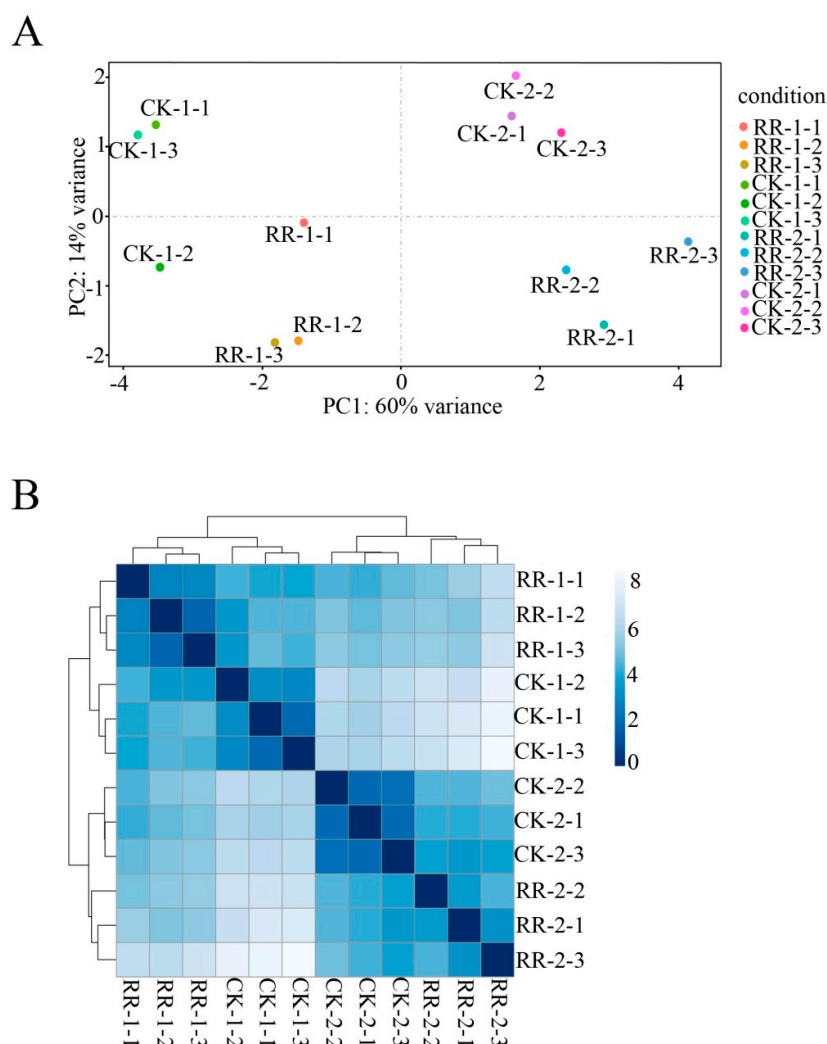 A
PC2: 14% variance
2
1
0
-1
-2
CK-1-1
CK-1-3
CK-1-2
RR-1-1
RR-1-2
RR-1-3
CK-2-2
CK-2-1
CK-2-3
RR-2-3
RR-2-2
RR-2-1
-4
-2
0
2
4
PC1: 60% variance
condition
RR-1-1
RR-1-2
RR-1-3
CK-1-1
CK-1-2
CK-1-3
RR-2-1
RR-2-2
RR-2-3
CK-2-1
CK-2-2
CK-2-3
B
RR-1-1
RR-1-2
RR-1-3
CK-1-2
CK-1-1
CK-1-3
CK-2-2
CK-2-1
CK-2-3
RR-2-2
RR-2-1
RR-2-3
8
6
4
2
0
RR-1-1
RR-1-2
RR-1-3
CK-1-2
CK-1-1
CK-1-3
CK-2-2
CK-2-1
CK-2-3
RR-2-2
RR-2-1
RR-2-3